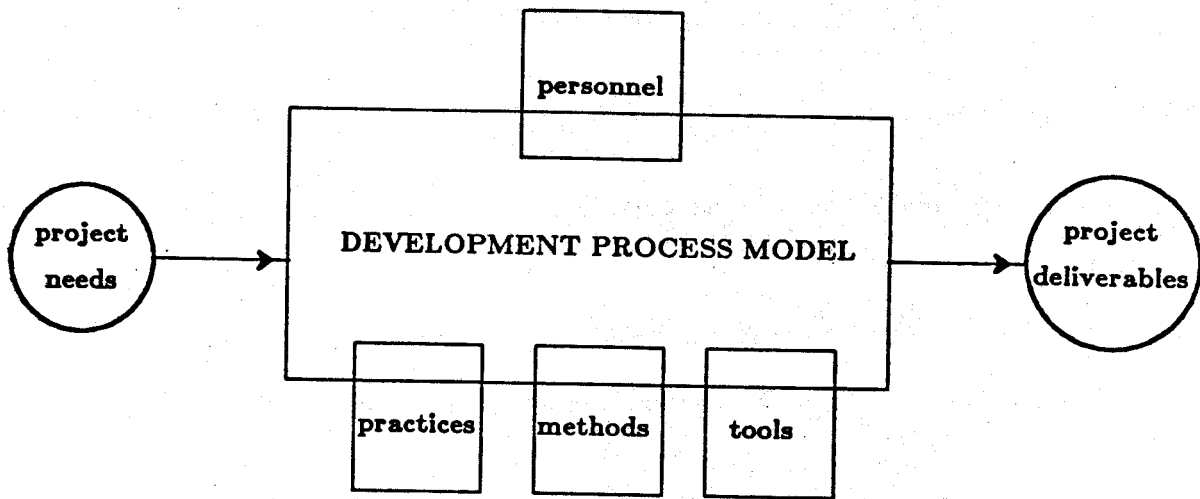 personnel
project
needs
DEVELOPMENT PROCESS MODEL
project
deliverables
practices
methods
tools